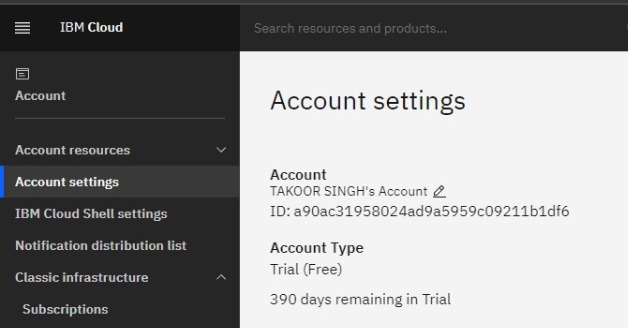 IBM Cloud
Search resources and products...
Account
Account resources
Account settings
IBM Cloud Shell settings
Notification distribution list
Classic infrastructure
Subscriptions
Account settings
Account
TAKOOR SINGH's Account
ID: a90ac31958024ad9a5959c09211b1df6
Account Type
Trial (Free)
390 days remaining in Trial